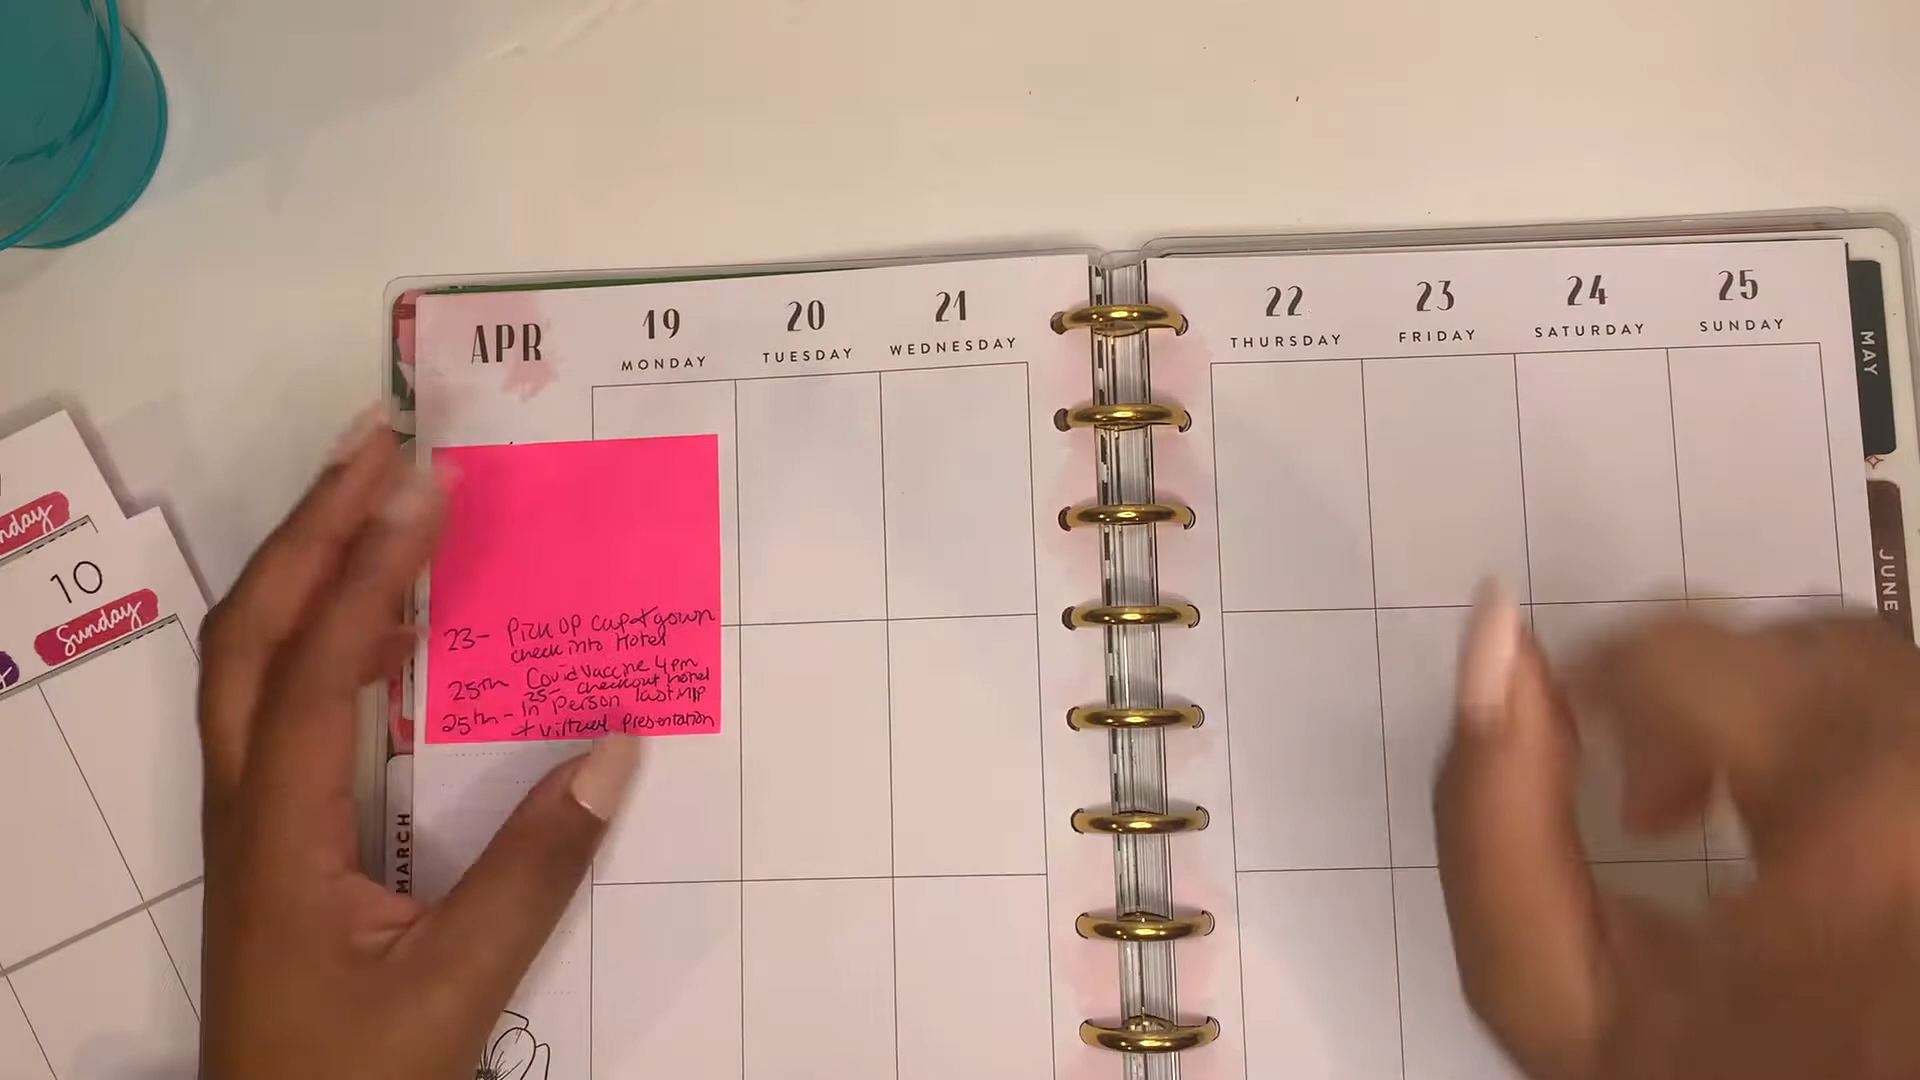 APR
19
MONDAY
20
TUESDAY
21
WEDNESDAY
22
THURSDAY
23
FRIDAY
24
SATURDAY
25
SUNDAY
MAY
JUNE
MARCH
nday
10
Sunday
23- Pick up cap + gown
check into Hotel
25th Covid Vaccine 4pm
25- checkout hotel
25th- In Person last
+ virtual presentation